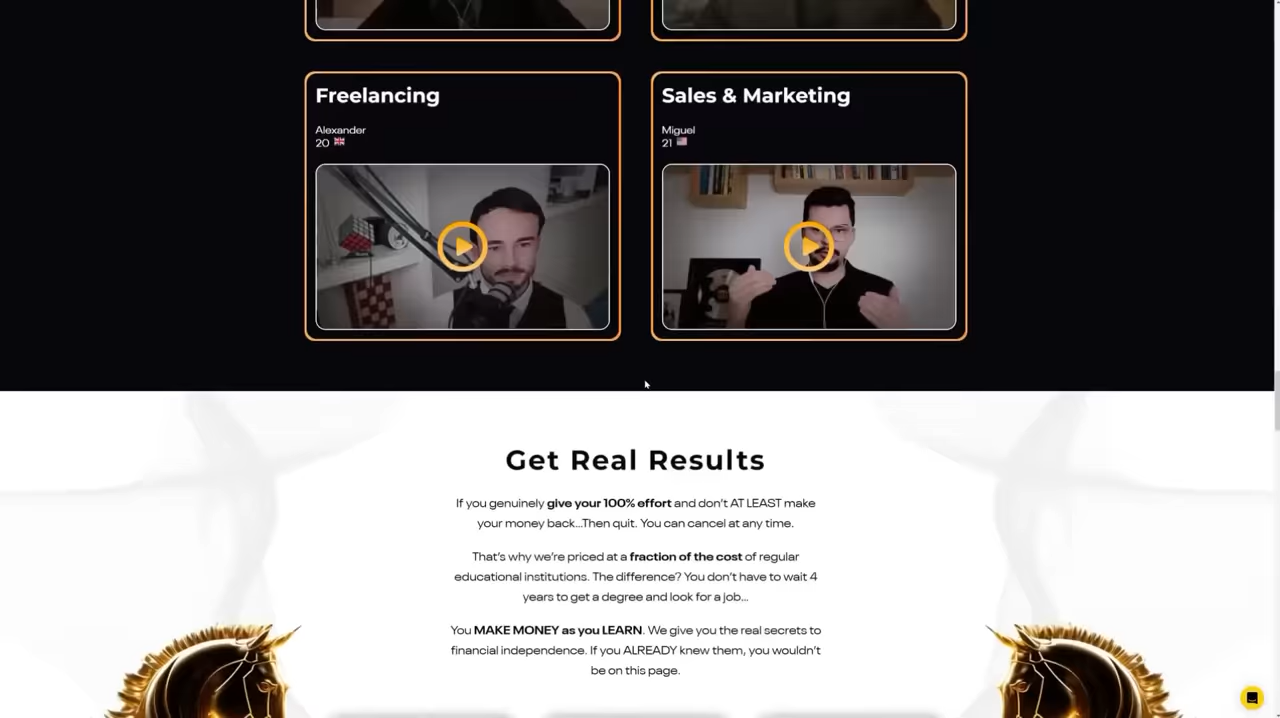 Freelancing
Alexander
20
Sales & Marketing
Miguel
21
Get Real Results
If you genuinely give your 100% effort and don't AT LEAST make
your money back...Then quit. You can cancel at any time.
That's why we're priced at a fraction of the cost of regular
educational institutions. The difference? You don't have to wait 4
years to get a degree and look for a job...
You MAKE MONEY as you LEARN. We give you the real secrets to
financial independence. If you ALREADY knew them, you wouldn't
be on this page.